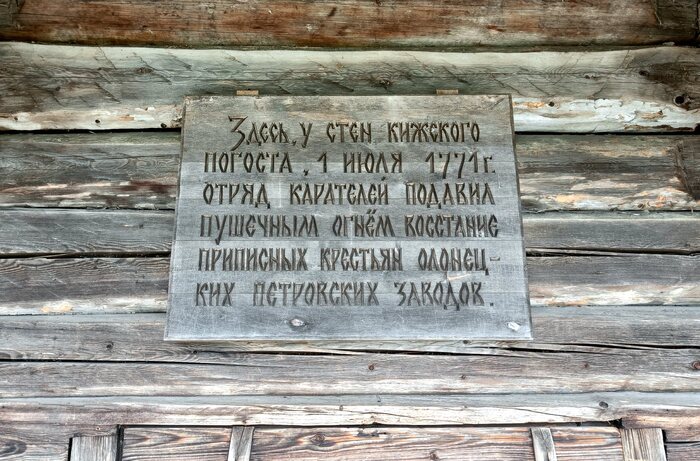 Здесь, у стен Кижского
погоста, 1 июля 1771 г.
отряд карателей подавил
пушечным огнём восстание
приписных крестьян Олонец-
ких Петровских заводов.